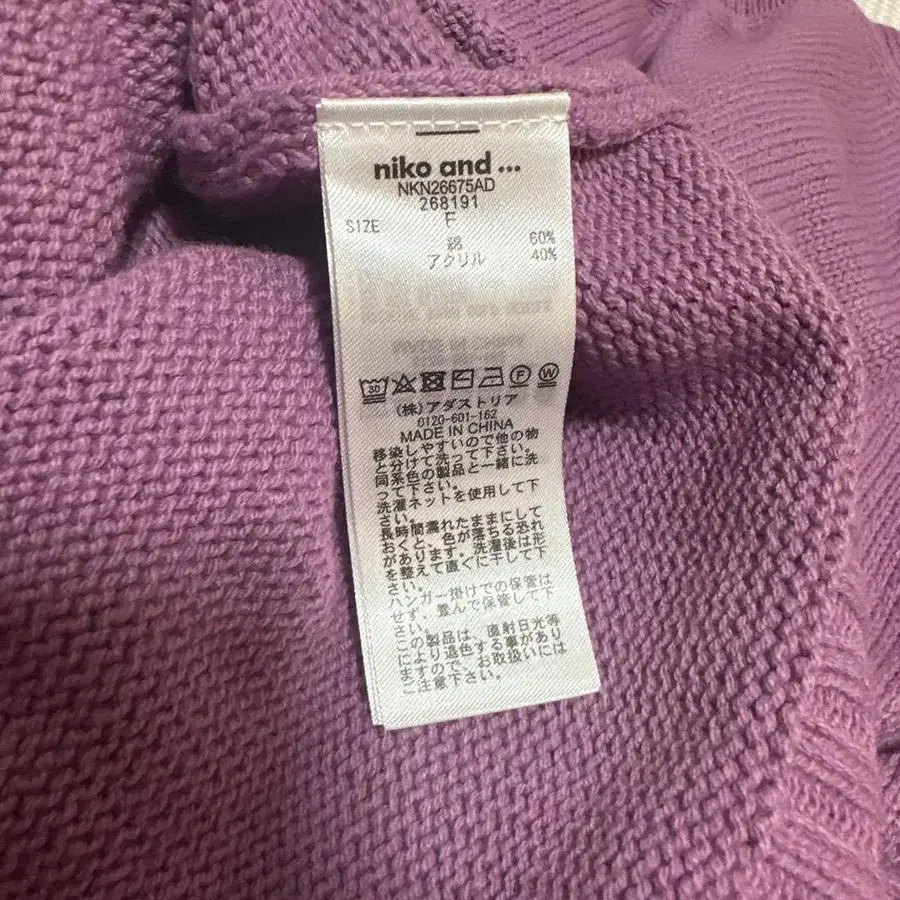 niko and ...
NKN26675AD
268191
SIZE F
綿 60%
アクリル 40%
30 F W
(株)アダストリア
0120-601-162
MADE IN CHINA
移染しやすいので他の物
と分けて洗って下さい。
同系色の製品と一緒に洗
って下さい。
洗濯ネットを使用して下
さい。
長時間濡れたままにして
おくと、色が落ちる恐れ
があります。洗濯後は形
を整えて直ぐに干して下
さい。
ハンガー掛けでの保管は
せず、畳んで保管して下
さい。
この製品は、直射日光等
により退色する事があり
ますので、お取扱いには
ご注意下さい。